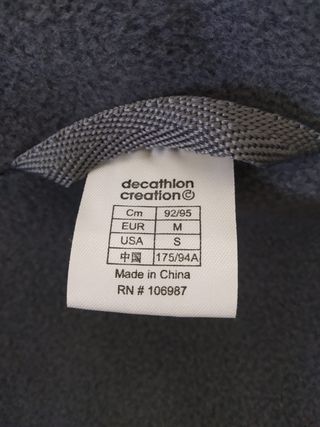 decathlon
creation©
Cm 92/95
EUR M
USA S
中国 175/94A
Made in China
RN # 106987